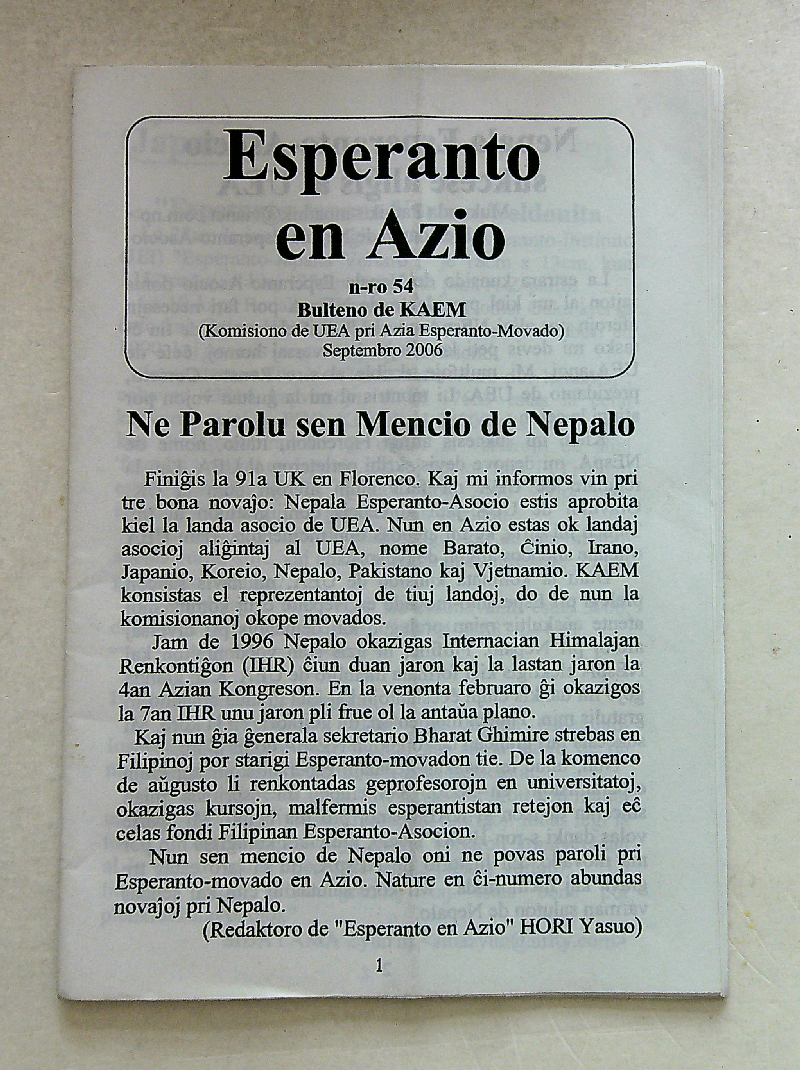 Esperanto
en Azio
n-ro 54
Bulteno de KAEM
(Komisiono de UEA pri Azia Esperanto-Movado)
Septembro 2006
Ne Parolu sen Mencio de Nepalo
Finiĝis la 91a UK en Florenco. Kaj mi informos vin pri
tre bona novaĵo: Nepala Esperanto-Asocio estis aprobita
kiel la landa asocio de UEA. Nun en Azio estas ok landaj
asocioj aliĝintaj al UEA, nome Barato, Ĉinio, Irano,
Japanio, Koreio, Nepalo, Pakistano kaj Vjetnamio. KAEM
konsistas el reprezentantoj de tiuj landoj, do de nun la
komisionanoj okope movados.
Jam de 1996 Nepalo okazigas Internacian Himalajan
Renkontiĝon (IHR) ĉiun duan jaron kaj la lastan jaron la
4an Azian Kongreson. En la venonta februaro ĝi okazigos
la 7an IHR unu jaron pli frue ol la antaŭa plano.
Kaj nun ĝia ĝenerala sekretario Bharat Ghimire strebas en
Filipinoj por starigi Esperanto-movadon tie. De la komenco
de aŭgusto li renkontadas geprofesorojn en universitatoj,
okazigas kursojn, malfermis esperantistan retejon kaj eĉ
celas fondi Filipinan Esperanto-Asocion.
Nun sen mencio de Nepalo oni ne povas paroli pri
Esperanto-movado en Azio. Nature en ĉi-numero abundas
novaĵoj pri Nepalo.
(Redaktoro de "Esperanto en Azio" HORI Yasuo)
1